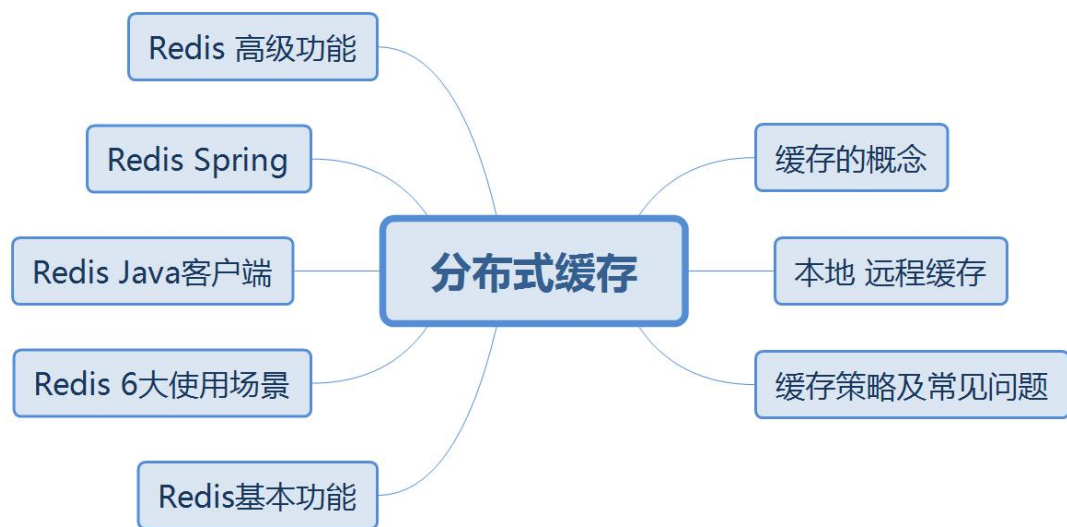 Redis 高级功能
Redis Spring
Redis Java客户端
Redis 6大使用场景
Redis基本功能
分布式缓存
缓存的概念
本地 远程缓存
缓存策略及常见问题